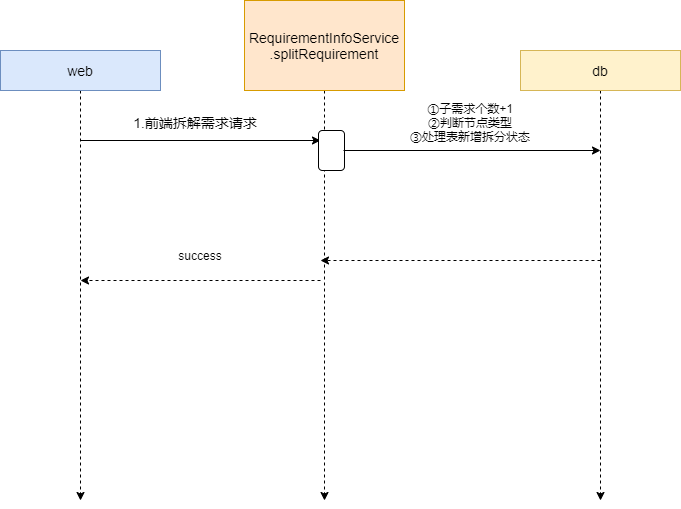 RequirementInfoService
.splitRequirement
web
db
1.前端拆解需求请求
①子需求个数+1
②判断节点类型
③处理表新增拆分状态
success